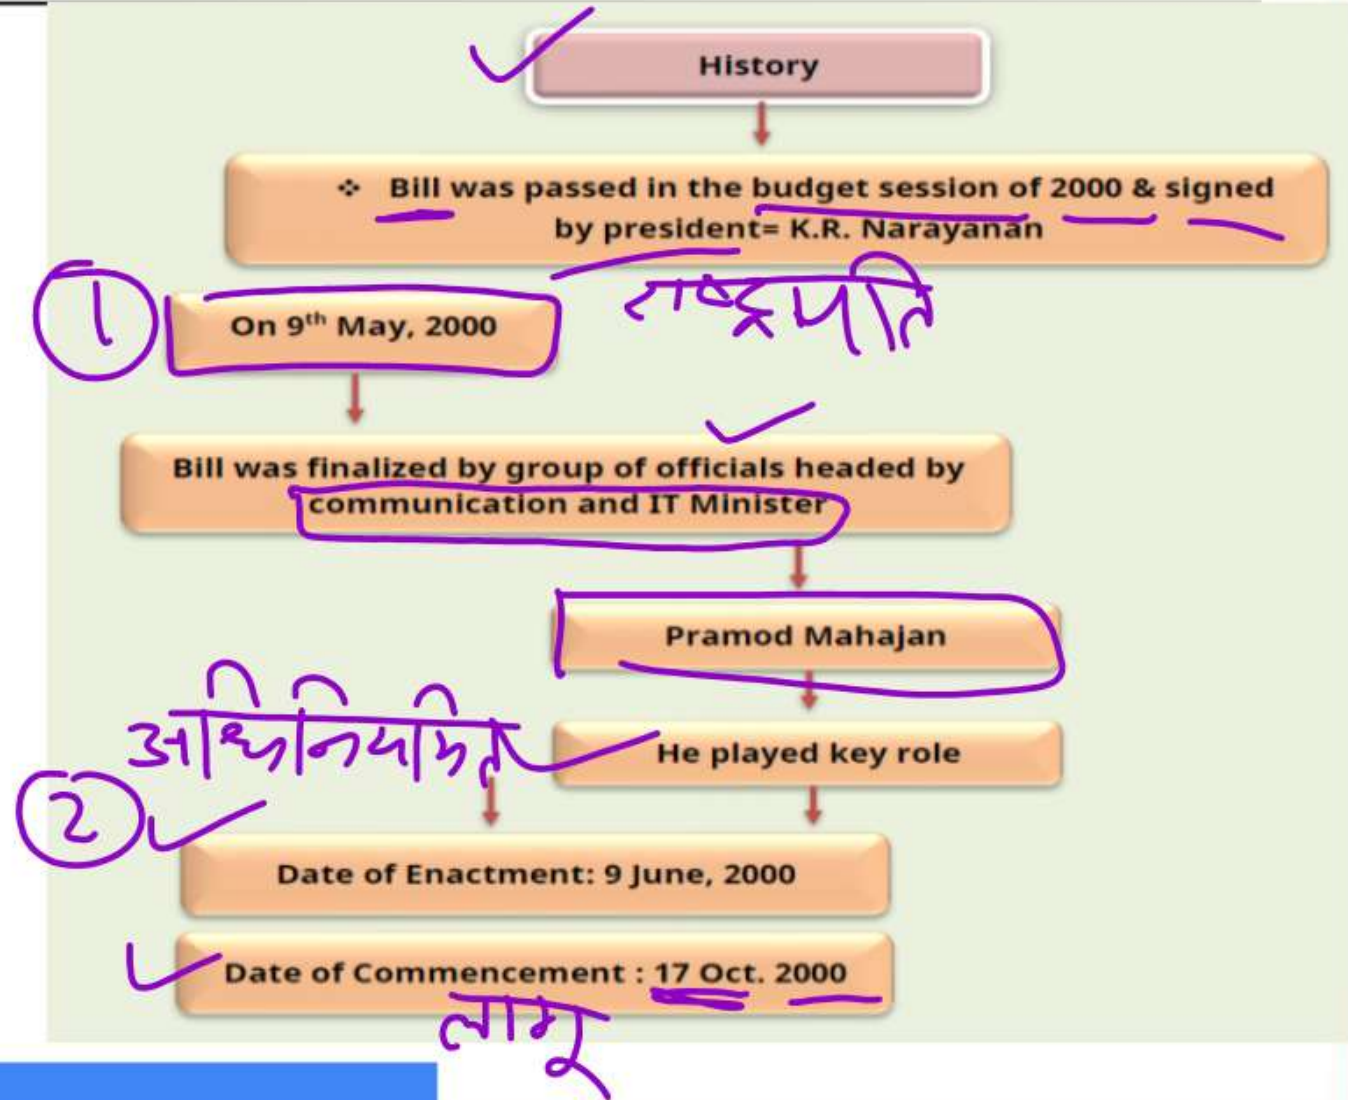 History
❖ Bill was passed in the budget session of 2000 & signed
by president= K.R. Narayanan
राष्ट्रपति
1
On 9th May, 2000
Bill was finalized by group of officials headed by
communication and IT Minister
Pramod Mahajan
अधिनियमित
He played key role
2
Date of Enactment: 9 June, 2000
Date of Commencement : 17 Oct. 2000
लागू